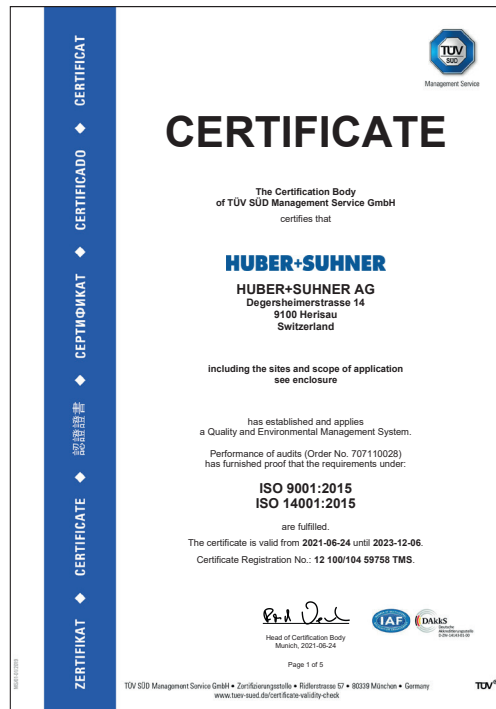 TÜV
SÜD
Management Service
ZERTIFIKAT ◆ CERTIFICATE ◆ 認證證書 ◆ СЕРТИФИКАТ ◆ CERTIFICADO ◆ CERTIFICAT
CERTIFICATE
The Certification Body
of TÜV SÜD Management Service GmbH
certifies that
HUBER+SUHNER
HUBER+SUHNER AG
Degersheimerstrasse 14
9100 Herisau
Switzerland
including the sites and scope of application
see enclosure
has established and applies
a Quality and Environmental Management System.
Performance of audits (Order No. 707110028)
has furnished proof that the requirements under:
ISO 9001:2015
ISO 14001:2015
are fulfilled.
The certificate is valid from 2021-06-24 until 2023-12-06.
Certificate Registration No.: 12 100/104 59758 TMS.
Head of Certification Body
Munich, 2021-06-24
IAF
DAkkS
Deutsche
Akkreditierungsstelle
D-ZM-14143-01-00
Page 1 of 5
TÜV SÜD Management Service GmbH • Zertifizierungsstelle • Ridlerstrasse 57 • 80339 München • Germany
www.tuev-sued.de/certificate-validity-check
TÜV®